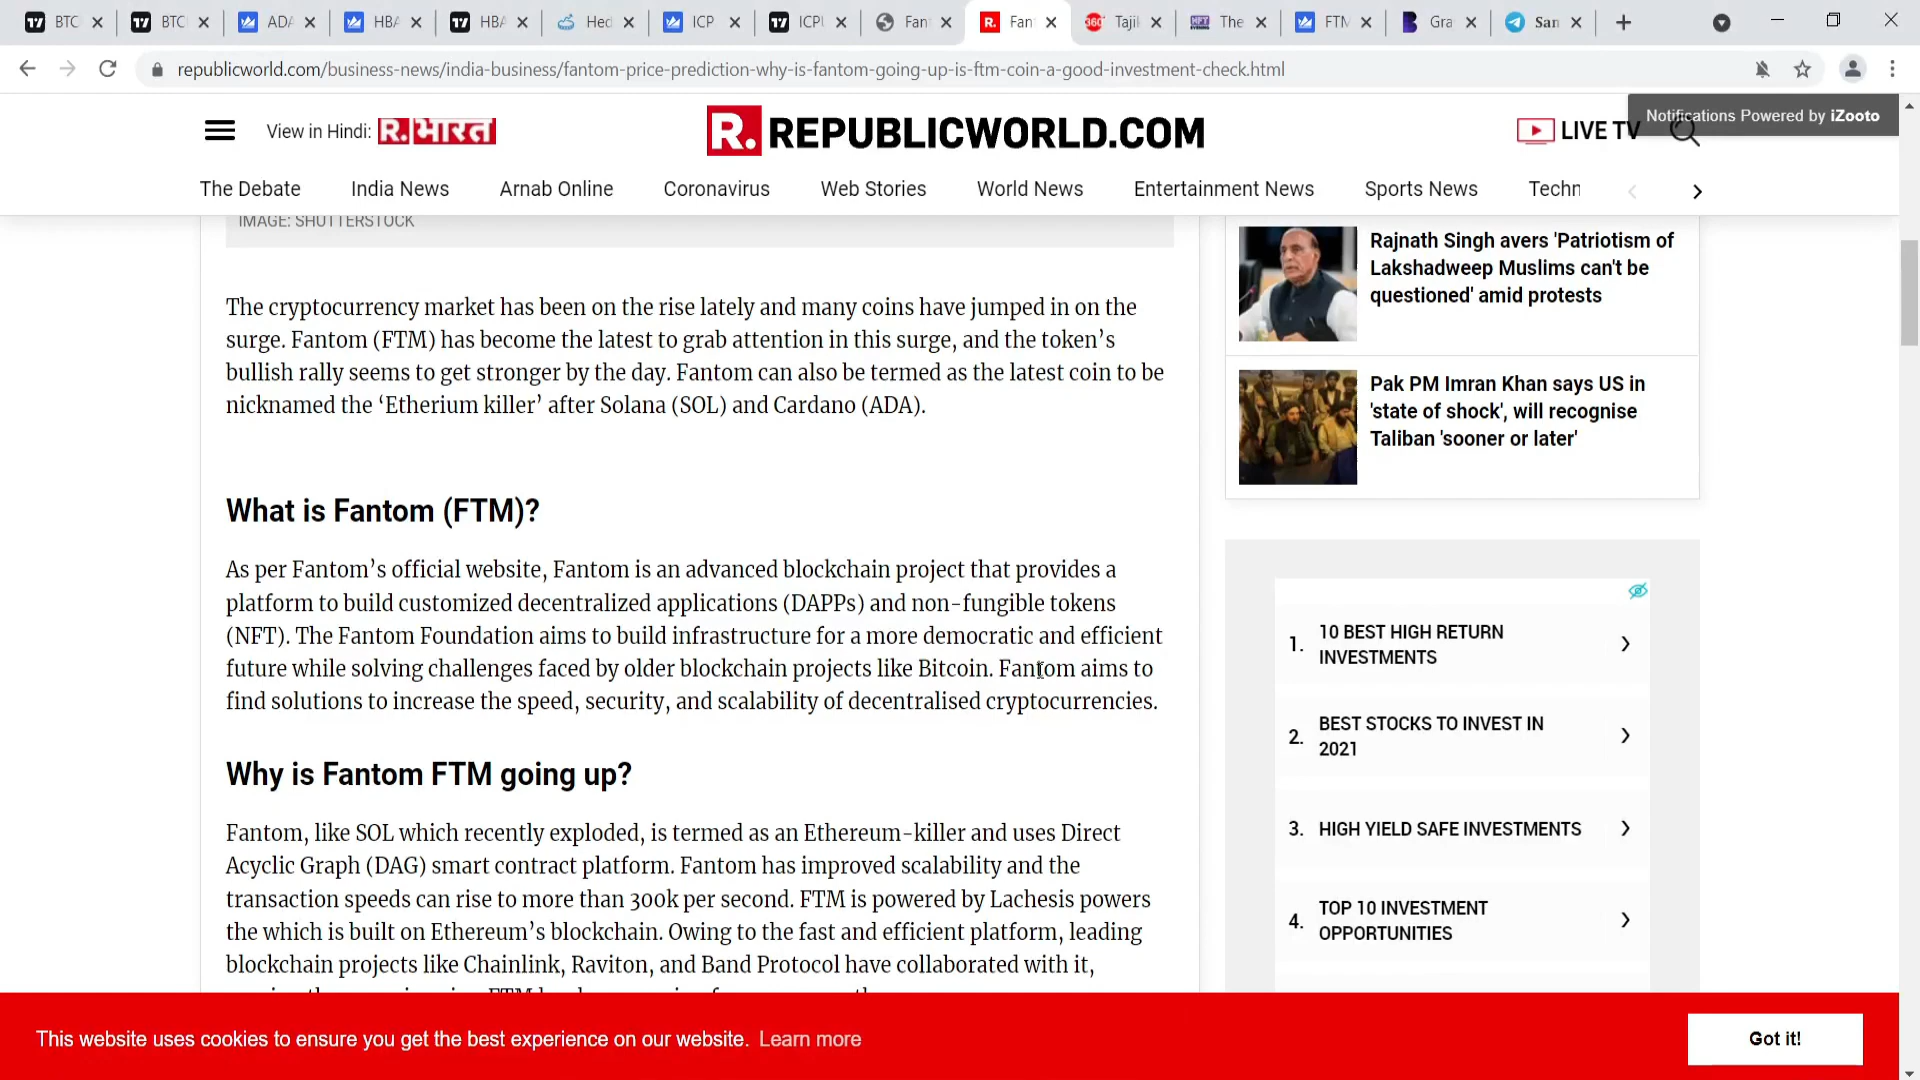 BTC
BTC
ADA
HBA
HBA
Hed
ICP
ICPU
Fan
Fan
Tajik
The
FTM
Gra
San
republicworld.com/business-news/india-business/fantom-price-prediction-why-is-fantom-going-up-is-ftm-coin-a-good-investment-check.html
Notifications Powered by iZooto
View in Hindi: R. भारत
R. REPUBLICWORLD.COM
LIVE TV
The Debate
India News
Arnab Online
Coronavirus
Web Stories
World News
Entertainment News
Sports News
Techn
IMAGE: SHUTTERSTOCK
The cryptocurrency market has been on the rise lately and many coins have jumped in on the
surge. Fantom (FTM) has become the latest to grab attention in this surge, and the token’s
bullish rally seems to get stronger by the day. Fantom can also be termed as the latest coin to be
nicknamed the ‘Etherium killer’ after Solana (SOL) and Cardano (ADA).
What is Fantom (FTM)?
As per Fantom’s official website, Fantom is an advanced blockchain project that provides a
platform to build customized decentralized applications (DAPPs) and non-fungible tokens
(NFT). The Fantom Foundation aims to build infrastructure for a more democratic and efficient
future while solving challenges faced by older blockchain projects like Bitcoin. Fantom aims to
find solutions to increase the speed, security, and scalability of decentralised cryptocurrencies.
Why is Fantom FTM going up?
Fantom, like SOL which recently exploded, is termed as an Ethereum-killer and uses Direct
Acyclic Graph (DAG) smart contract platform. Fantom has improved scalability and the
transaction speeds can rise to more than 300k per second. FTM is powered by Lachesis powers
the which is built on Ethereum’s blockchain. Owing to the fast and efficient platform, leading
blockchain projects like Chainlink, Raviton, and Band Protocol have collaborated with it,
Rajnath Singh avers 'Patriotism of
Lakshadweep Muslims can't be
questioned' amid protests
Pak PM Imran Khan says US in
'state of shock', will recognise
Taliban 'sooner or later'
1. 10 BEST HIGH RETURN
INVESTMENTS
2. BEST STOCKS TO INVEST IN
2021
3. HIGH YIELD SAFE INVESTMENTS
4. TOP 10 INVESTMENT
OPPORTUNITIES
This website uses cookies to ensure you get the best experience on our website. Learn more
Got it!